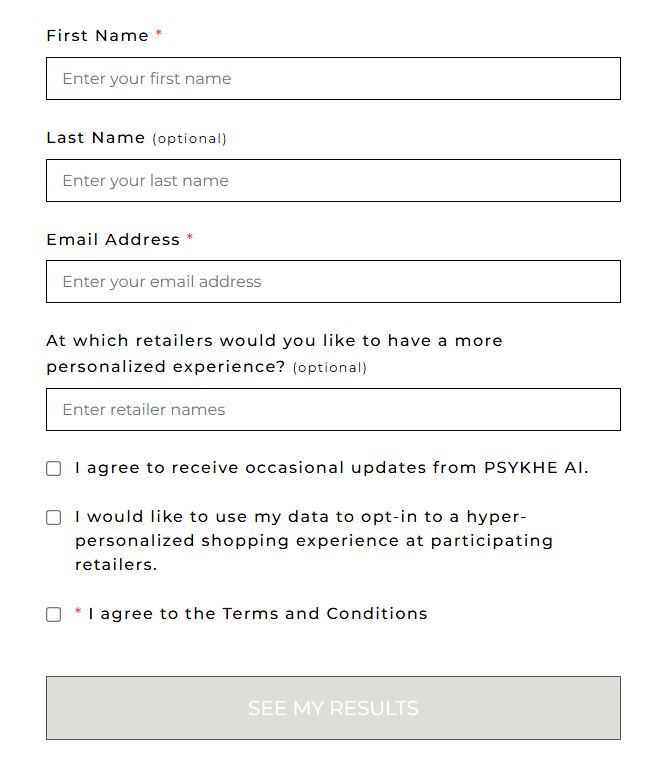 First Name *
Enter your first name
Last Name (optional)
Enter your last name
Email Address *
Enter your email address
At which retailers would you like to have a more
personalized experience? (optional)
Enter retailer names
I agree to receive occasional updates from PSYKHE AI.
I would like to use my data to opt-in to a hyper-
personalized shopping experience at participating
retailers.
* I agree to the Terms and Conditions
SEE MY RESULTS